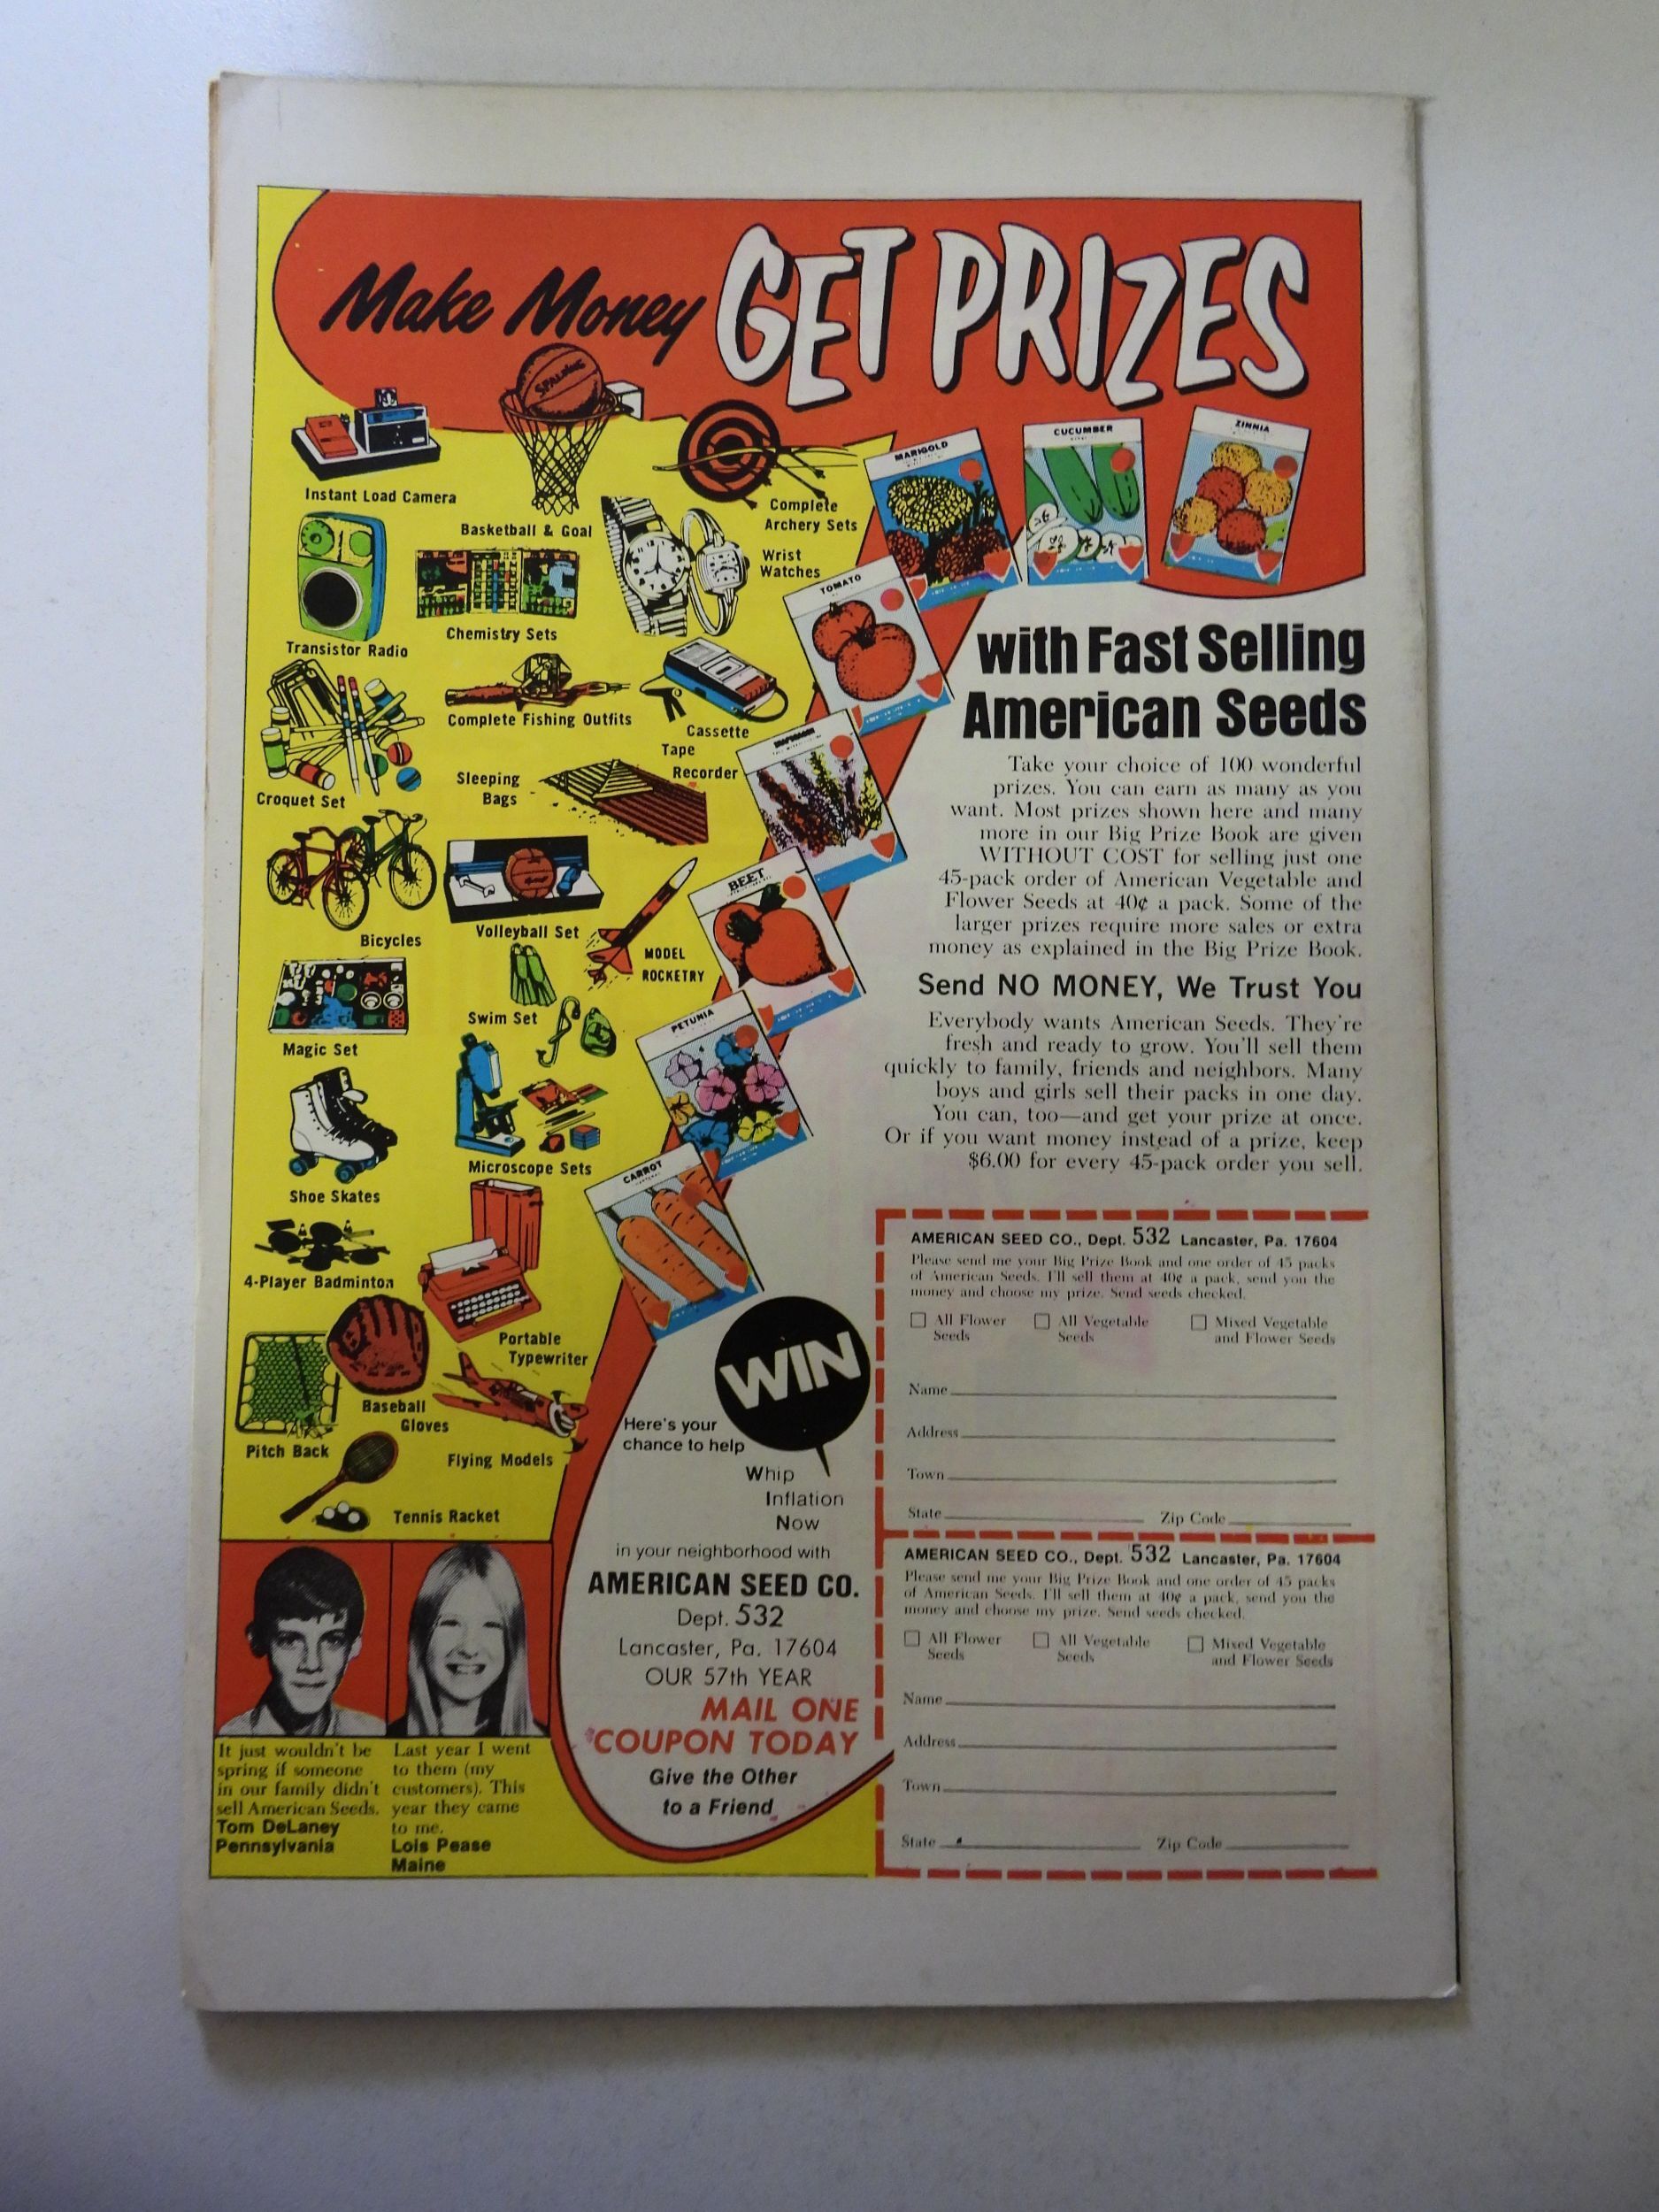 Make Money GET PRIZES
SPALDING
Instant Load Camera
Basketball & Goal
Complete
Archery Sets
Wrist
Watches
Transistor Radio
Chemistry Sets
Complete Fishing Outfits
Cassette
Tape
Recorder
Croquet Set
Sleeping
Bags
Bicycles
Volleyball Set
MODEL
ROCKETRY
Magic Set
Swim Set
Shoe Skates
Microscope Sets
4-Player Badminton
Portable
Typewriter
Pitch Back
Baseball
Gloves
Flying Models
Tennis Racket
MARIGOLD
CUCUMBER
ZINNIA
TOMATO
BEET
PETUNIA
CARROT
with Fast Selling
American Seeds
Take your choice of 100 wonderful
prizes. You can earn as many as you
want. Most prizes shown here and many
more in our Big Prize Book are given
WITHOUT COST for selling just one
45-pack order of American Vegetable and
Flower Seeds at 40¢ a pack. Some of the
larger prizes require more sales or extra
money as explained in the Big Prize Book.
Send NO MONEY, We Trust You
Everybody wants American Seeds. They're
fresh and ready to grow. You'll sell them
quickly to family, friends and neighbors. Many
boys and girls sell their packs in one day.
You can, too—and get your prize at once.
Or if you want money instead of a prize, keep
$6.00 for every 45-pack order you sell.
WIN
Here's your
chance to help
Whip
Inflation
Now
in your neighborhood with
AMERICAN SEED CO.
Dept. 532
Lancaster, Pa. 17604
OUR 57th YEAR
MAIL ONE
COUPON TODAY
Give the Other
to a Friend
It just wouldn't be
spring if someone
in our family didn't
sell American Seeds.
Tom DeLaney
Pennsylvania
Last year I went
to them (my
customers). This
year they came
to me.
Lois Pease
Maine
AMERICAN SEED CO., Dept. 532 Lancaster, Pa. 17604
Please send me your Big Prize Book and one order of 45 packs
of American Seeds. I'll sell them at 40¢ a pack, send you the
money and choose my prize. Send seeds checked.
All Flower
Seeds
All Vegetable
Seeds
Mixed Vegetable
and Flower Seeds
Name
Address
Town
State Zip Code
AMERICAN SEED CO., Dept. 532 Lancaster, Pa. 17604
Please send me your Big Prize Book and one order of 45 packs
of American Seeds. I'll sell them at 40¢ a pack, send you the
money and choose my prize. Send seeds checked.
All Flower
Seeds
All Vegetable
Seeds
Mixed Vegetable
and Flower Seeds
Name
Address
Town
State Zip Code